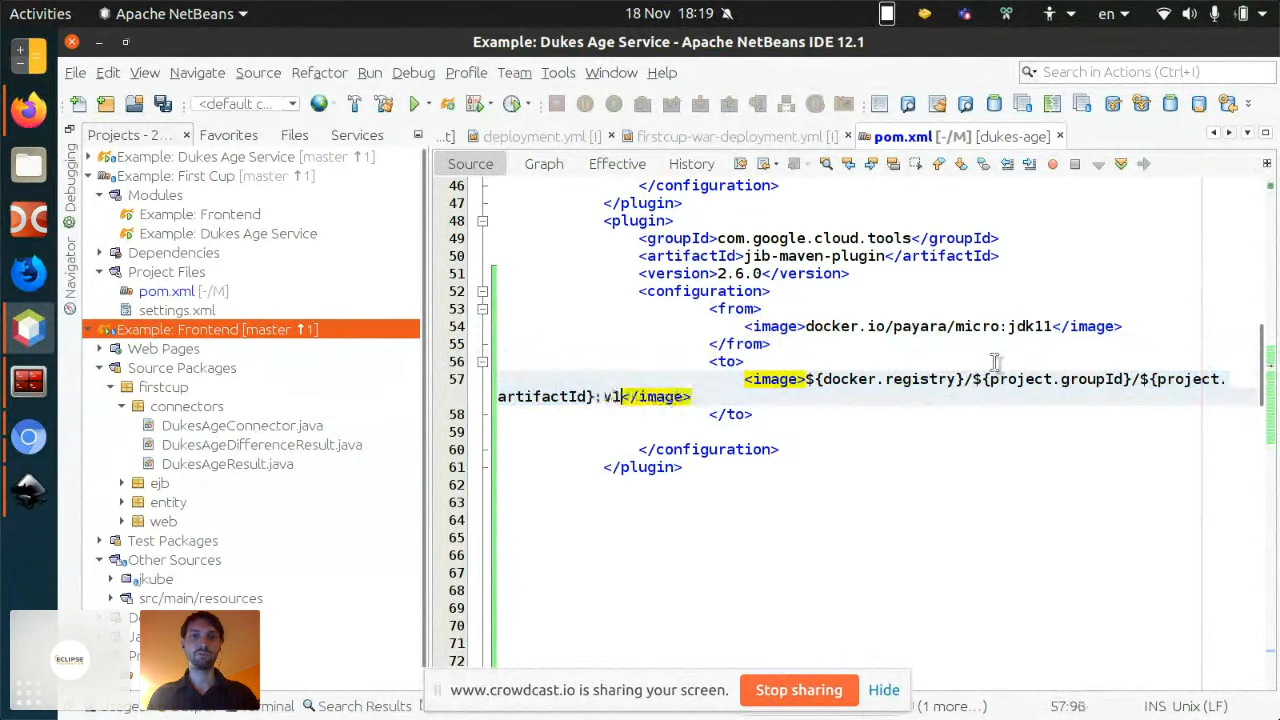 Activities
Apache NetBeans
18 Nov 18:19
en
Example: Dukes Age Service - Apache NetBeans IDE 12.1
File Edit View Navigate Source Refactor Run Debug Profile Team Tools Window Help
Search in Actions (Ctrl+I)
<default c...
Projects - 2... × Favorites Files Services
...t] deployment.yml [I] × firstcup-war-deployment.yml [I] × pom.xml [-/M] [dukes-age] ×
Source Graph Effective History
Debugging
Navigator
Example: Dukes Age Service [master ↑1]
Example: First Cup [master ↑1]
Modules
Example: Frontend
Example: Dukes Age Service
Dependencies
Project Files
pom.xml [-/M]
settings.xml
Example: Frontend [master ↑1]
Web Pages
Source Packages
firstcup
connectors
DukesAgeConnector.java
DukesAgeDifferenceResult.java
DukesAgeResult.java
ejb
entity
web
Test Packages
Other Sources
jkube
src/main/resources
46 </configuration>
47 </plugin>
48 <plugin>
49 <groupId>com.google.cloud.tools</groupId>
50 <artifactId>jib-maven-plugin</artifactId>
51 <version>2.6.0</version>
52 <configuration>
53 <from>
54 <image>docker.io/payara/micro:jdk11</image>
55 </from>
56 <to>
57 <image>${docker.registry}/${project.groupId}/${project.
artifactId}:v1</image>
58 </to>
59
60 </configuration>
61 </plugin>
62
63
64
65
66
67
68
69
70
71
72
ECLIPSE
FOUNDATION
www.crowdcast.io is sharing your screen. Stop sharing Hide
Terminal Search Results
(1 more...) 57:96 INS Unix (LF)